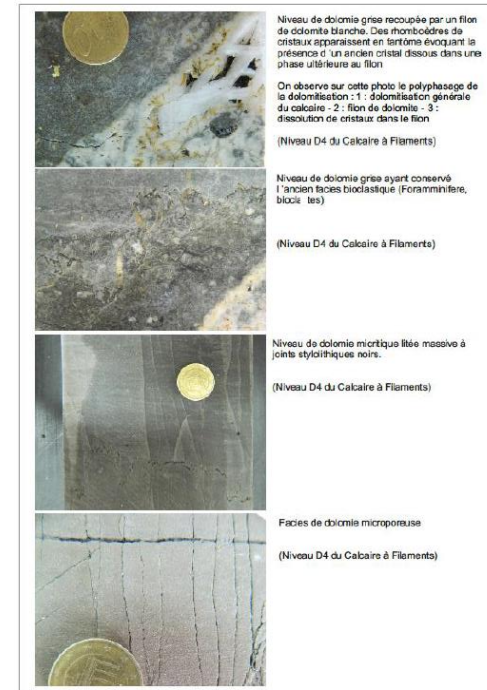 Niveau de dolomie grise recoupée par un filon
de dolomite blanche. Des rhomboèdres de
cristaux apparaissent en fantôme évoquant la
présence d 'un ancien cristal dissous dans une
phase ultérieure au filon
On observe sur cette photo le polyphasage de
la dolomitisation : 1 : dolomitisation générale
du calcaire - 2 : filon de dolomite - 3 :
dissolution de cristaux dans le filon
(Niveau D4 du Calcaire à Filaments)
Niveau de dolomie grise ayant conservé
l 'ancien facies bioclastique (Foramminifere,
biocla tes)
(Niveau D4 du Calcaire à Filaments)
Niveau de dolomie micritique litée massive à
joints stylolithiques noirs.
(Niveau D4 du Calcaire à Filaments)
Facies de dolomie microporeuse
(Niveau D4 du Calcaire à Filaments)